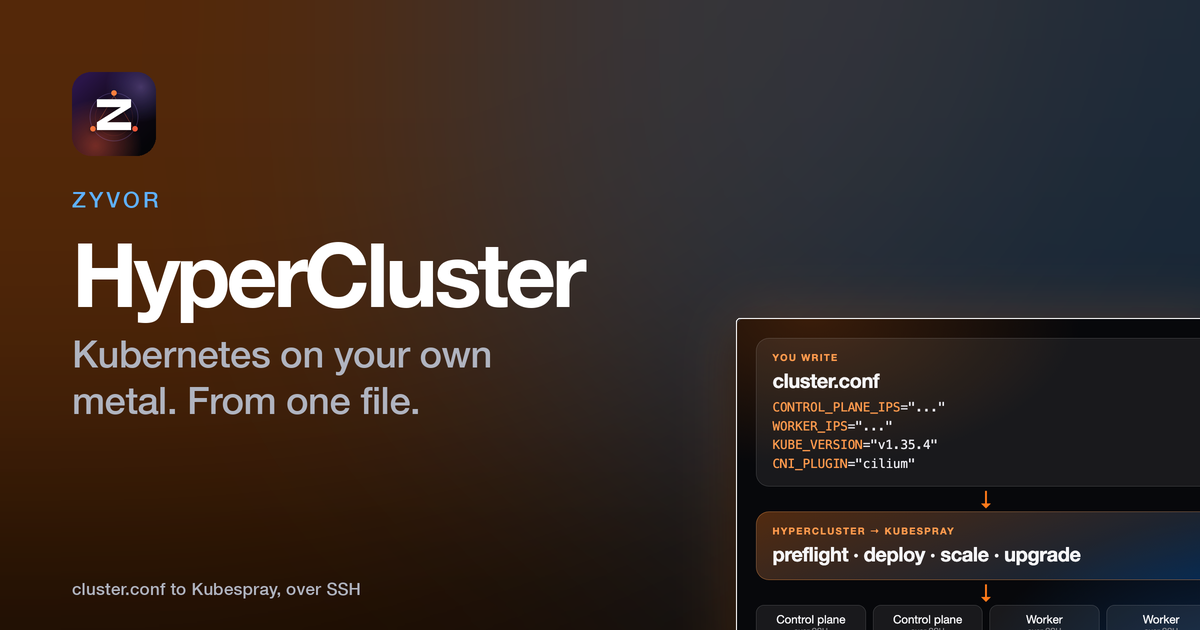 Z
ZYVOR
HyperCluster
Kubernetes on your own
metal. From one file.
cluster.conf to Kubespray, over SSH
YOU WRITE
cluster.conf
CONTROL_PLANE_IPS="..."
WORKER_IPS="..."
KUBE_VERSION="v1.35.4"
CNI_PLUGIN="cilium"
↓
HYPERCLUSTER → KUBESPRAY
preflight · deploy · scale · upgrade
↓
Control plane Control plane Worker Worker